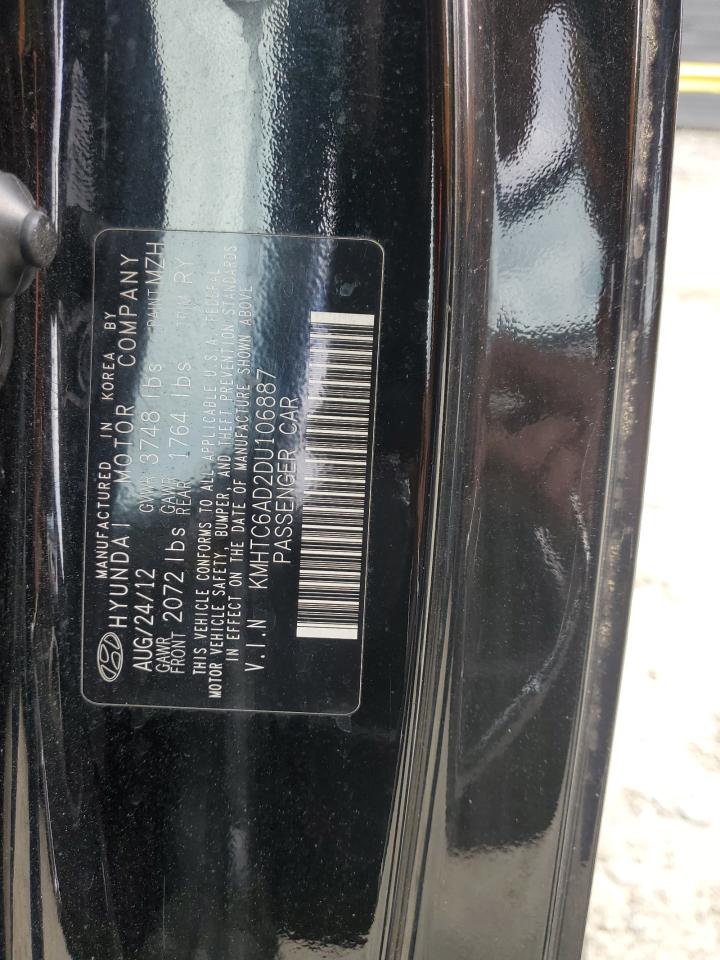 MANUFACTURED IN KOREA BY
HYUNDAI MOTOR COMPANY
AUG/24/12 GVWR 3748 lbs PAINT MZH
GAWR FRONT 2072 lbs GAWR REAR 1764 lbs TRIM RY
THIS VEHICLE CONFORMS TO ALL APPLICABLE U.S.A. FEDERAL
MOTOR VEHICLE SAFETY, BUMPER, AND THEFT PREVENTION STANDARDS
IN EFFECT ON THE DATE OF MANUFACTURE SHOWN ABOVE
V.I.N KMHTC6AD2DU106887
PASSENGER CAR